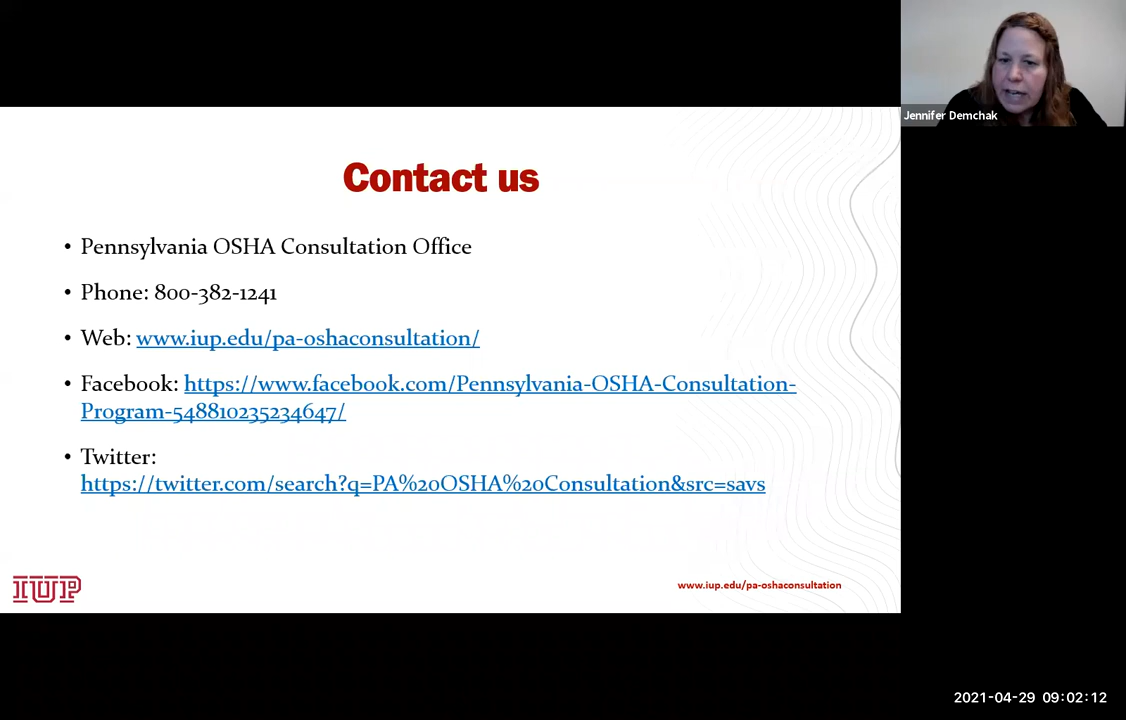 Jennifer Demchak
Contact us
• Pennsylvania OSHA Consultation Office
• Phone: 800-382-1241
• Web: www.iup.edu/pa-oshaconsultation/
• Facebook: https://www.facebook.com/Pennsylvania-OSHA-Consultation-
Program-548810235234647/
• Twitter:
https://twitter.com/search?q=PA%20OSHA%20Consultation&src=savs
IUP
www.iup.edu/pa-oshaconsultation
2021-04-29 09:02:12